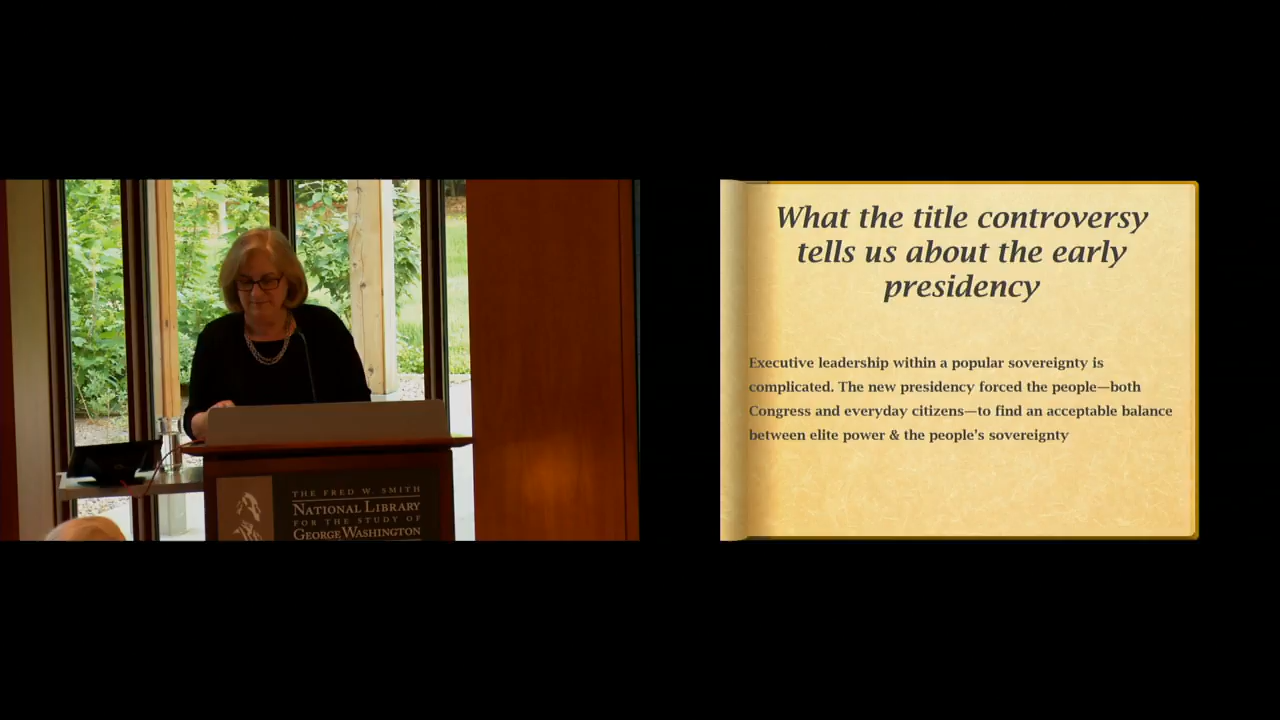 THE FRED W. SMITH
NATIONAL LIBRARY
FOR THE STUDY OF
GEORGE WASHINGTON
What the title controversy
tells us about the early
presidency
Executive leadership within a popular sovereignty is
complicated. The new presidency forced the people—both
Congress and everyday citizens—to find an acceptable balance
between elite power & the people's sovereignty